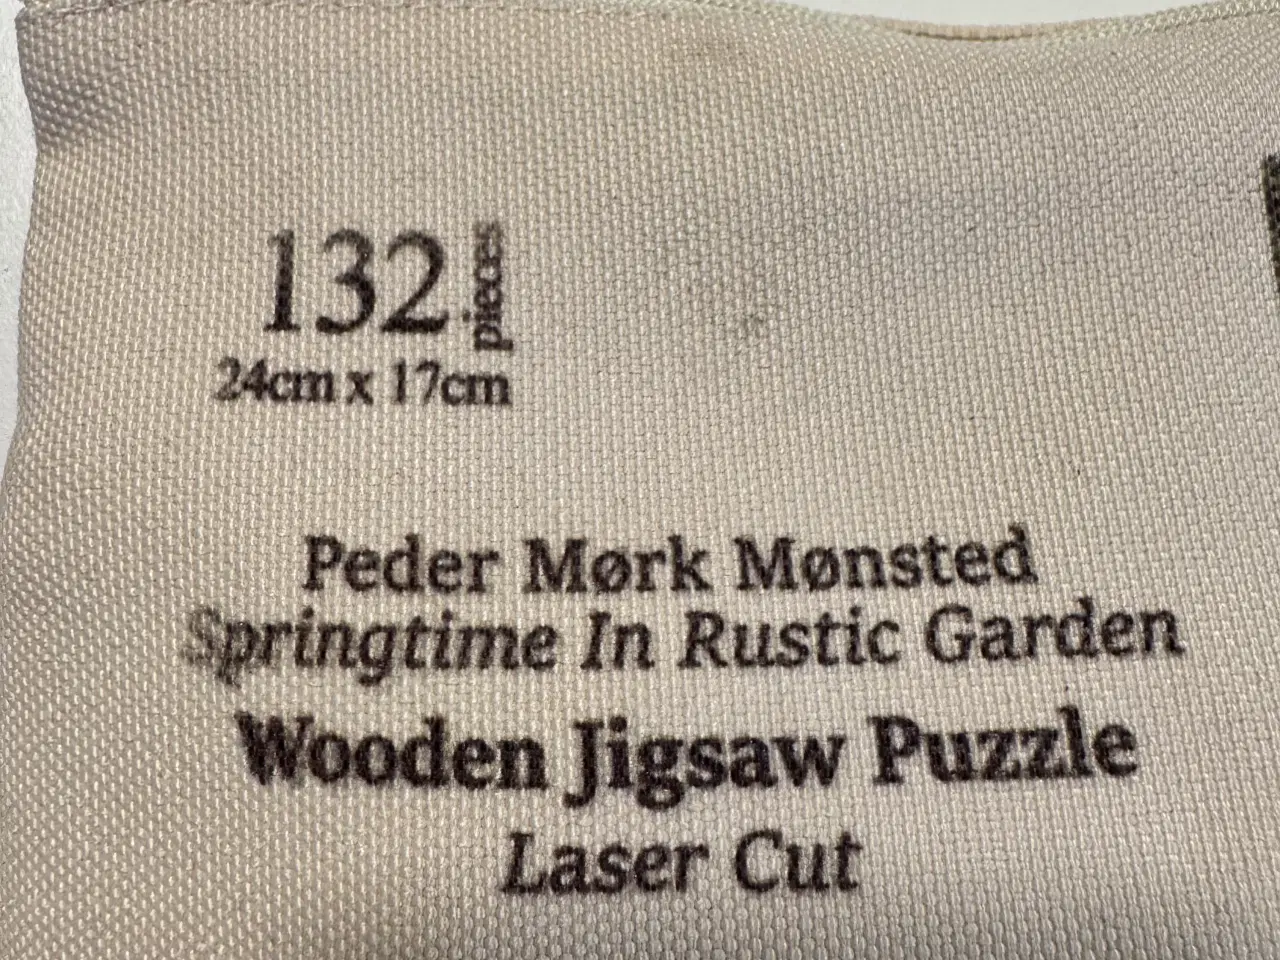 132 pieces
24cm x 17cm
Peder Mørk Mønsted
Springtime In Rustic Garden
Wooden Jigsaw Puzzle
Laser Cut